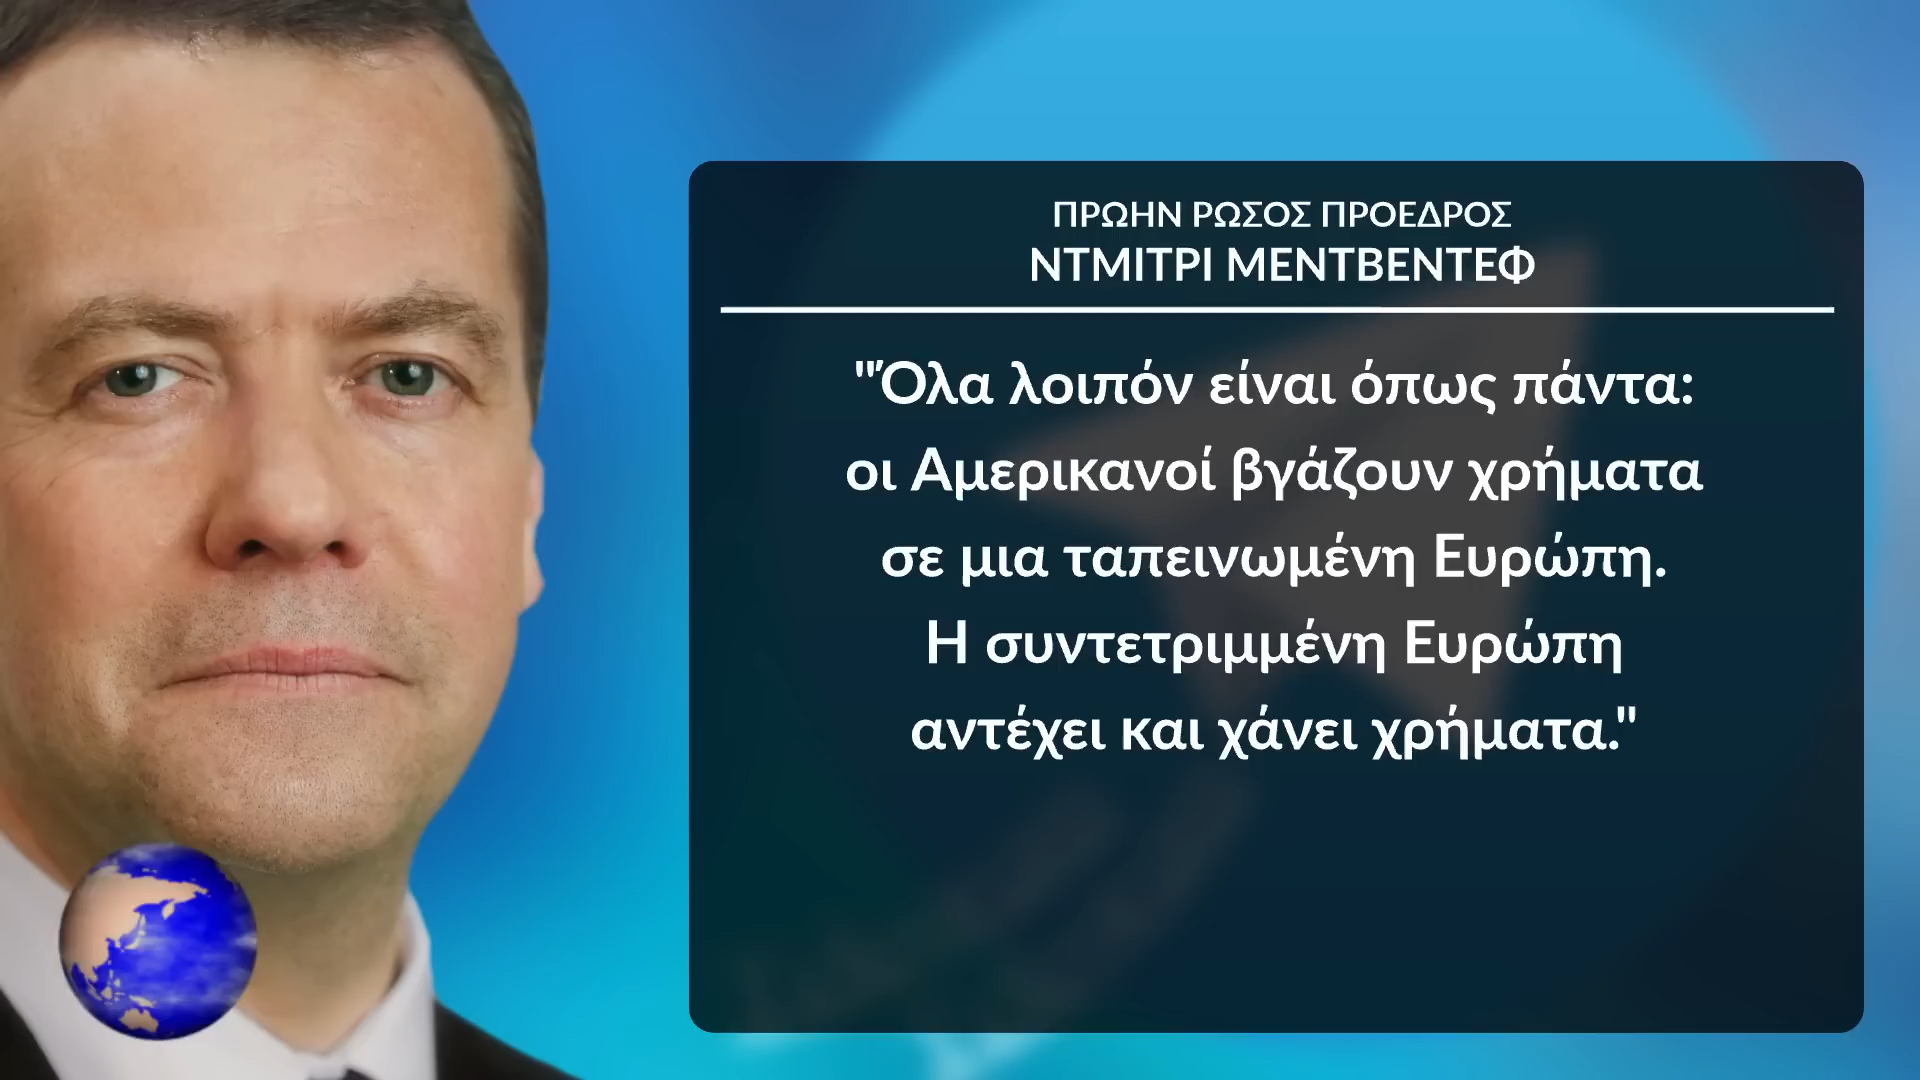 ΠΡΩΗΝ ΡΩΣΟΣ ΠΡΟΕΔΡΟΣ
ΝΤΜΙΤΡΙ ΜΕΝΤΒΕΝΤΕΦ
"Όλα λοιπόν είναι όπως πάντα:
οι Αμερικανοί βγάζουν χρήματα
σε μια ταπεινωμένη Ευρώπη.
Η συντετριμμένη Ευρώπη
αντέχει και χάνει χρήματα."